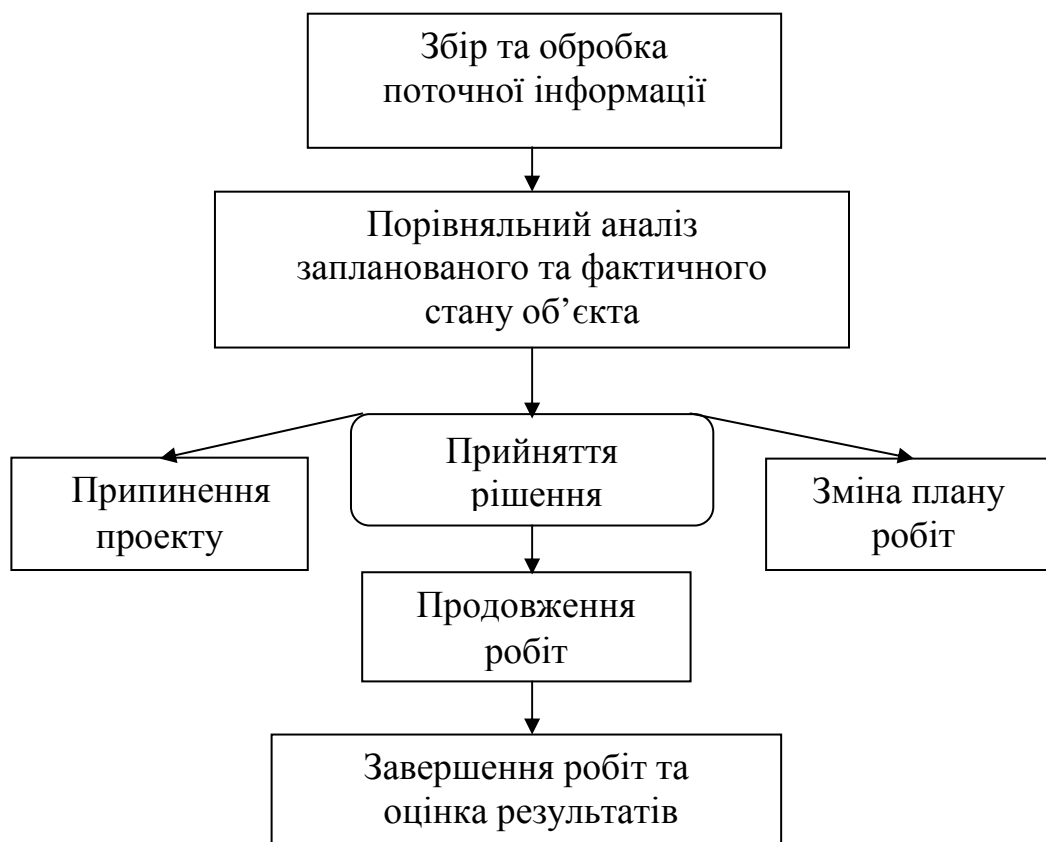 Збір та обробка
поточної інформації
Порівняльний аналіз
запланованого та фактичного
стану об’єкта
Припинення
проекту
Прийняття
рішення
Зміна плану
робіт
Продовження
робіт
Завершення робіт та
оцінка результатів